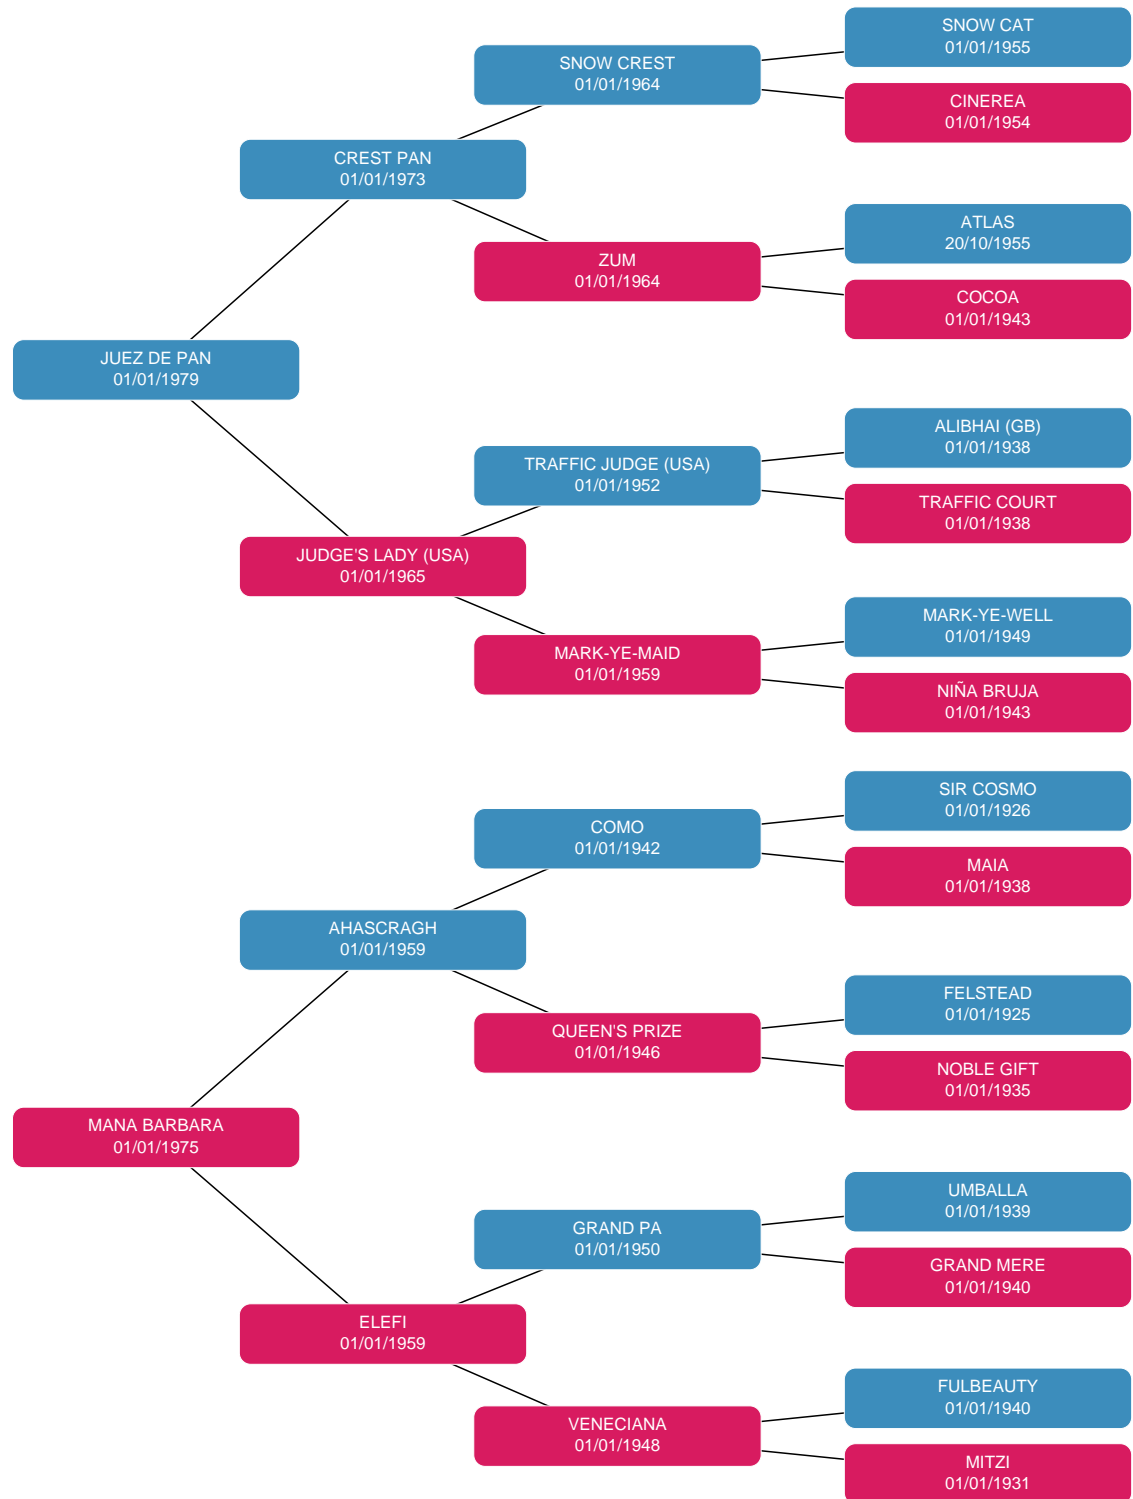 SNOW CAT
01/01/1955
SNOW CREST
01/01/1964
CINEREA
01/01/1954
CREST PAN
01/01/1973
ATLAS
20/10/1955
ZUM
01/01/1964
COCOA
01/01/1943
JUEZ DE PAN
01/01/1979
ALIBHAI (GB)
01/01/1938
TRAFFIC JUDGE (USA)
01/01/1952
TRAFFIC COURT
01/01/1938
JUDGE'S LADY (USA)
01/01/1965
MARK-YE-WELL
01/01/1949
MARK-YE-MAID
01/01/1959
NIÑA BRUJA
01/01/1943
SIR COSMO
01/01/1926
COMO
01/01/1942
MAIA
01/01/1938
AHASCRAGH
01/01/1959
FELSTEAD
01/01/1925
QUEEN'S PRIZE
01/01/1946
NOBLE GIFT
01/01/1935
MANA BARBARA
01/01/1975
UMBALLA
01/01/1939
GRAND PA
01/01/1950
GRAND MERE
01/01/1940
ELEFI
01/01/1959
FULBEAUTY
01/01/1940
VENECIANA
01/01/1948
MITZI
01/01/1931